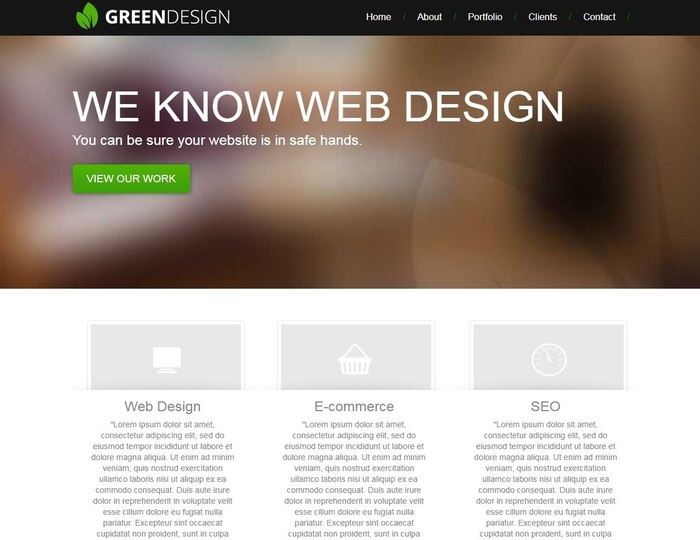 GREENDESIGN
Home / About / Portfolio / Clients / Contact /
WE KNOW WEB DESIGN
You can be sure your website is in safe hands.
VIEW OUR WORK
Web Design
"Lorem ipsum dolor sit amet,
consectetur adipiscing elit, sed do
eiusmod tempor incididunt ut labore et
dolore magna aliqua. Ut enim ad minim
veniam, quis nostrud exercitation
ullamco laboris nisi ut aliquip ex ea
commodo consequat. Duis aute irure
dolor in reprehenderit in voluptate velit
esse cillum dolore eu fugiat nulla
pariatur. Excepteur sint occaecat
cupidatat non proident, sunt in culpa
E-commerce
"Lorem ipsum dolor sit amet,
consectetur adipiscing elit, sed do
eiusmod tempor incididunt ut labore et
dolore magna aliqua. Ut enim ad minim
veniam, quis nostrud exercitation
ullamco laboris nisi ut aliquip ex ea
commodo consequat. Duis aute irure
dolor in reprehenderit in voluptate velit
esse cillum dolore eu fugiat nulla
pariatur. Excepteur sint occaecat
cupidatat non proident, sunt in culpa
SEO
"Lorem ipsum dolor sit amet,
consectetur adipiscing elit, sed do
eiusmod tempor incididunt ut labore et
dolore magna aliqua. Ut enim ad minim
veniam, quis nostrud exercitation
ullamco laboris nisi ut aliquip ex ea
commodo consequat. Duis aute irure
dolor in reprehenderit in voluptate velit
esse cillum dolore eu fugiat nulla
pariatur. Excepteur sint occaecat
cupidatat non proident, sunt in culpa